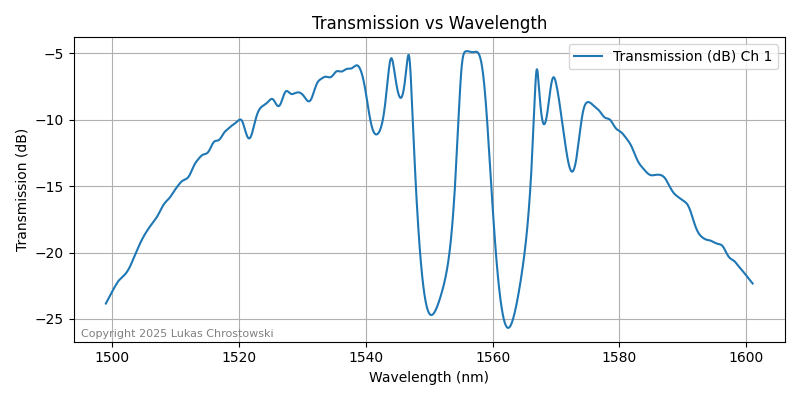 Transmission vs Wavelength
Transmission (dB) Ch 1
Transmission (dB)
−5
−10
−15
−20
−25
Copyright 2025 Lukas Chrostowski
1500 1520 1540 1560 1580 1600
Wavelength (nm)